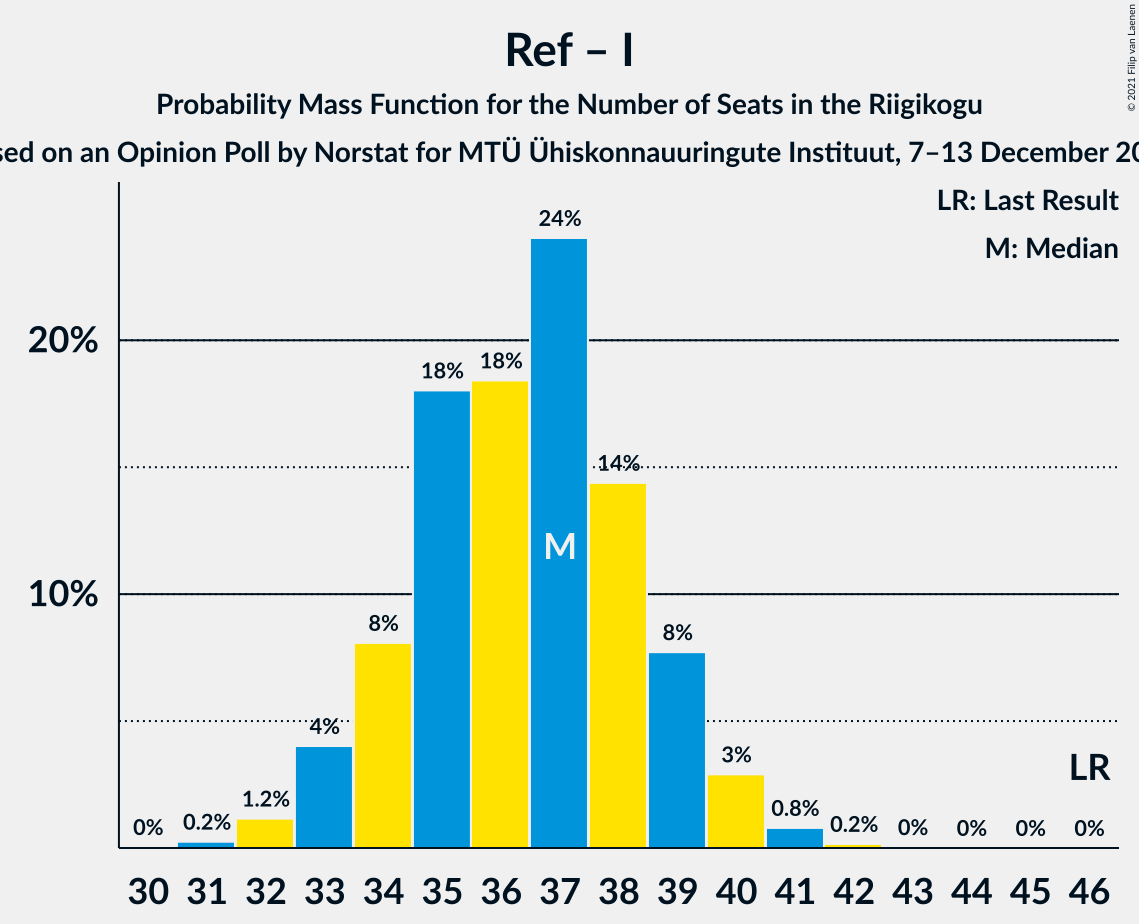 Ref – I
Probability Mass Function for the Number of Seats in the Riigikogu
on an Opinion Poll by Norstat for MTÜ Ühiskonnauuringute Instituut, 7–13 December
© 2021 Filip van Laenen
LR: Last Result
M: Median
24%
20%
18%
18%
14%
M
10%
8%
8%
4%
3%
LR
0%
0.2%
1.2%
0.8%
0.2%
0%
0%
0%
0%
30 31 32 33 34 35 36 37 38 39 40 41 42 43 44 45 46